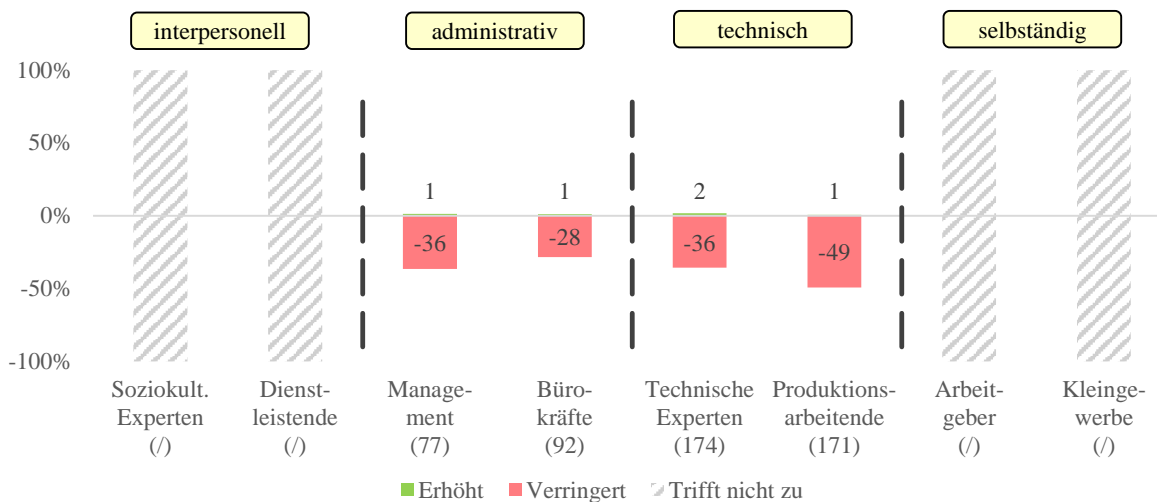 interpersonell administrativ technisch selbständig
100%
50%
1 1 2 1
0%
-36 -28 -36 -49
-50%
-100%
Soziokult. Dienst- Manage- Büro- Technische Produktions- Arbeit- Kleinge-
Experten leistende ment kräfte Experten arbeitende geber werbe
(/) (/) (77) (92) (174) (171) (/) (/)
Erhöht Verringert Trifft nicht zu